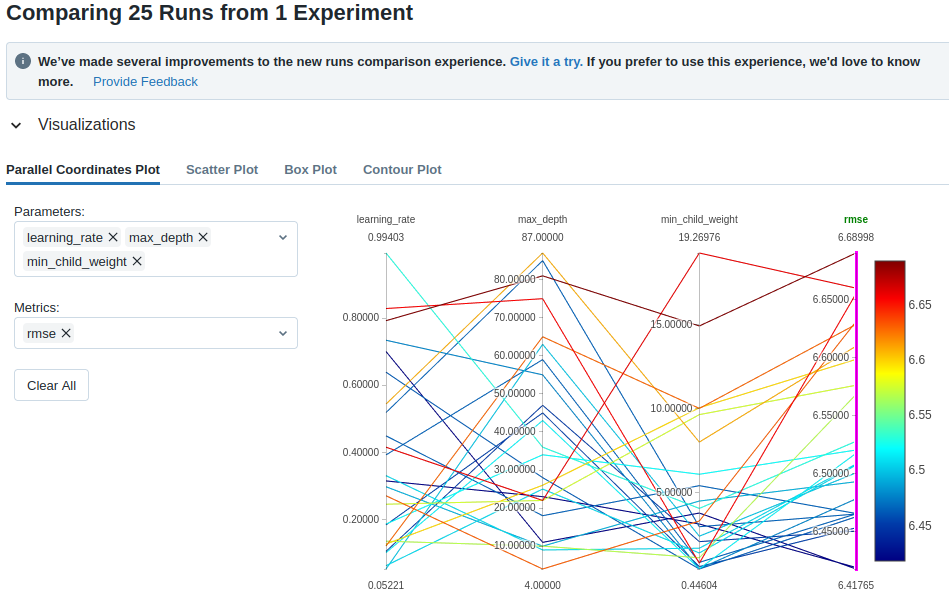 Comparing 25 Runs from 1 Experiment
We've made several improvements to the new runs comparison experience. Give it a try. If you prefer to use this experience, we'd love to know
more. Provide Feedback
Visualizations
Parallel Coordinates Plot Scatter Plot Box Plot Contour Plot
Parameters:
learning_rate max_depth
min_child_weight
Metrics:
rmse
Clear All
learning_rate max_depth min_child_weight rmse
0.99403 87.00000 19.26976 6.68998
80.00000
6.65000 6.65
0.80000 70.00000 15.00000
60.00000 6.60000 6.6
0.60000 50.00000
10.00000 6.55000 6.55
40.00000
0.40000 30.00000 6.50000 6.5
5.00000
0.20000 20.00000
6.45000 6.45
10.00000
0.05221 4.00000 0.44604 6.41765